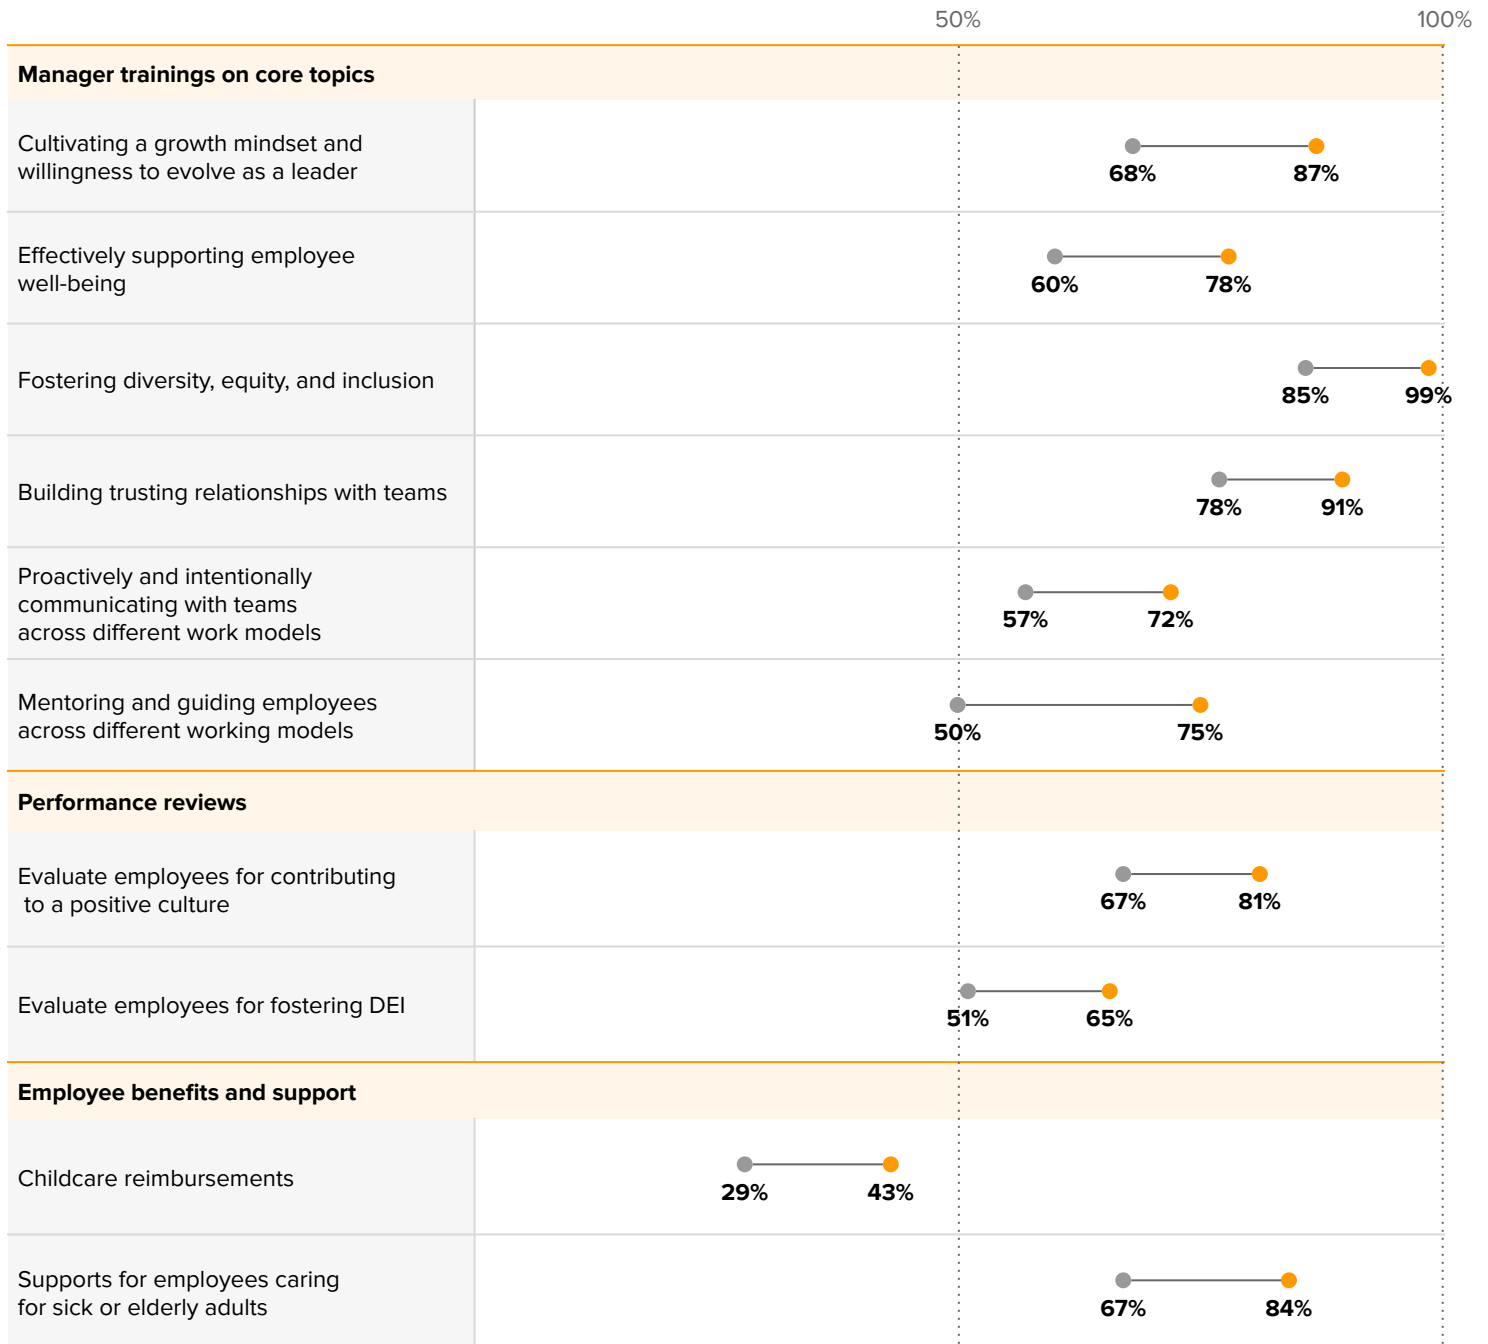 50% 100%
Manager trainings on core topics
Cultivating a growth mindset and
willingness to evolve as a leader
68% 87%
Effectively supporting employee
well-being
60% 78%
Fostering diversity, equity, and inclusion
85% 99%
Building trusting relationships with teams
78% 91%
Proactively and intentionally
communicating with teams
across different work models
57% 72%
Mentoring and guiding employees
across different working models
50% 75%
Performance reviews
Evaluate employees for contributing
to a positive culture
67% 81%
Evaluate employees for fostering DEI
51% 65%
Employee benefits and support
Childcare reimbursements
29% 43%
Supports for employees caring
for sick or elderly adults
67% 84%